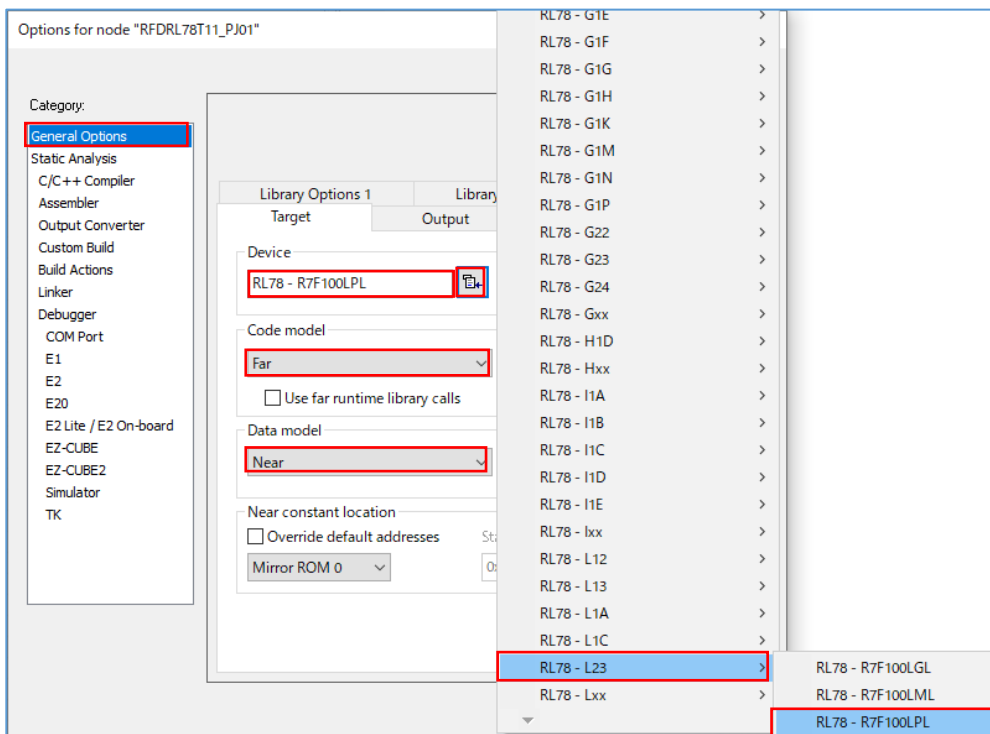 Options for node "RFDRL78T11_PJ01"
Category:
General Options
Static Analysis
C/C++ Compiler
Assembler
Output Converter
Custom Build
Build Actions
Linker
Debugger
COM Port
E1
E2
E20
E2 Lite / E2 On-board
EZ-CUBE
EZ-CUBE2
Simulator
TK
Library Options 1
Library
Target
Output
Device
RL78 - R7F100LPL
Code model
Far
Use far runtime library calls
Data model
Near
Near constant location
Override default addresses
Mirror ROM 0
RL78 - G1E
RL78 - G1F
RL78 - G1G
RL78 - G1H
RL78 - G1K
RL78 - G1M
RL78 - G1N
RL78 - G1P
RL78 - G22
RL78 - G23
RL78 - G24
RL78 - Gxx
RL78 - H1D
RL78 - Hxx
RL78 - I1A
RL78 - I1B
RL78 - I1C
RL78 - I1D
RL78 - I1E
RL78 - Ixx
RL78 - L12
RL78 - L13
RL78 - L1A
RL78 - L1C
RL78 - L23
RL78 - Lxx
RL78 - R7F100LGL
RL78 - R7F100LML
RL78 - R7F100LPL